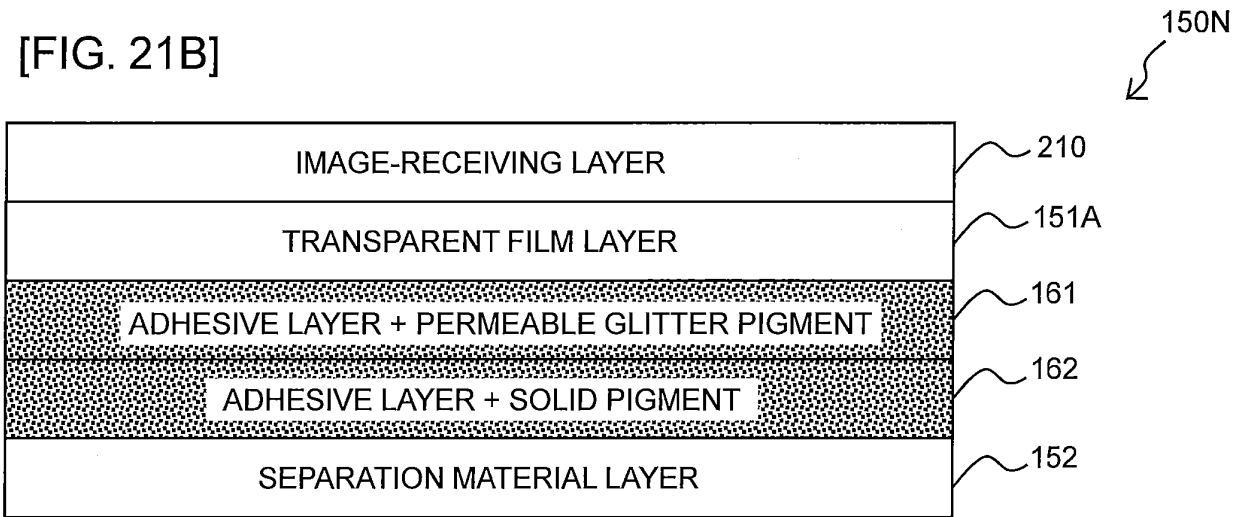 150N
[FIG. 21B]
IMAGE-RECEIVING LAYER 210
TRANSPARENT FILM LAYER 151A
ADHESIVE LAYER + PERMEABLE GLITTER PIGMENT 161
ADHESIVE LAYER + SOLID PIGMENT 162
SEPARATION MATERIAL LAYER 152